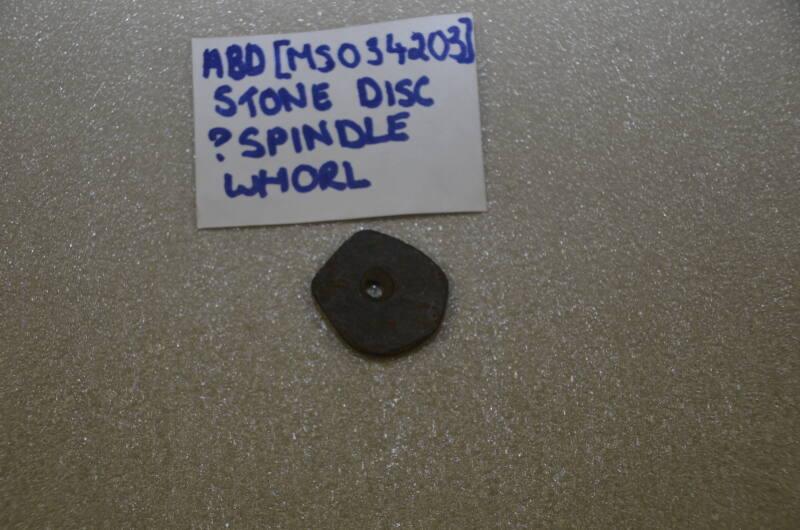 ABD [MS034203]
STONE DISC
? SPINDLE
WHORL